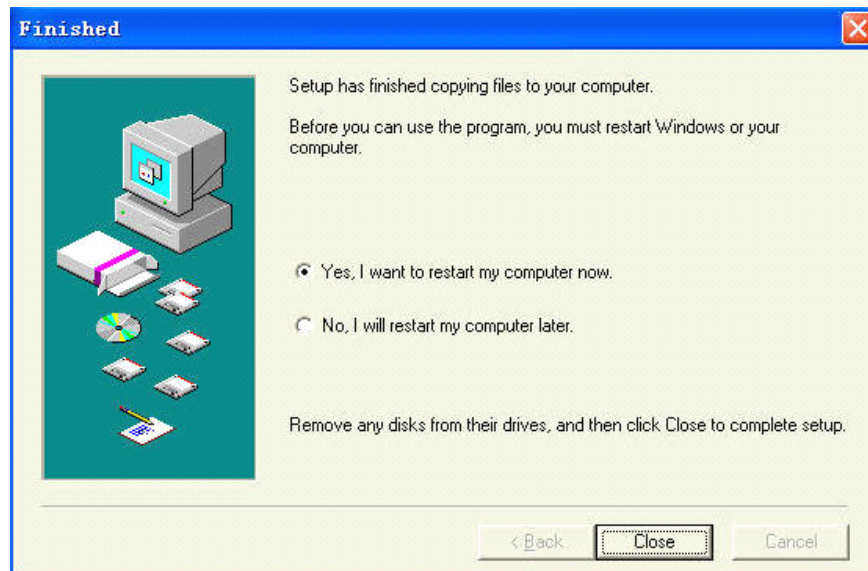 Finished
Setup has finished copying files to your computer.
Before you can use the program, you must restart Windows or your
computer.
Yes, I want to restart my computer now.
No, I will restart my computer later.
Remove any disks from their drives, and then click Close to complete setup.
< Back Close Cancel